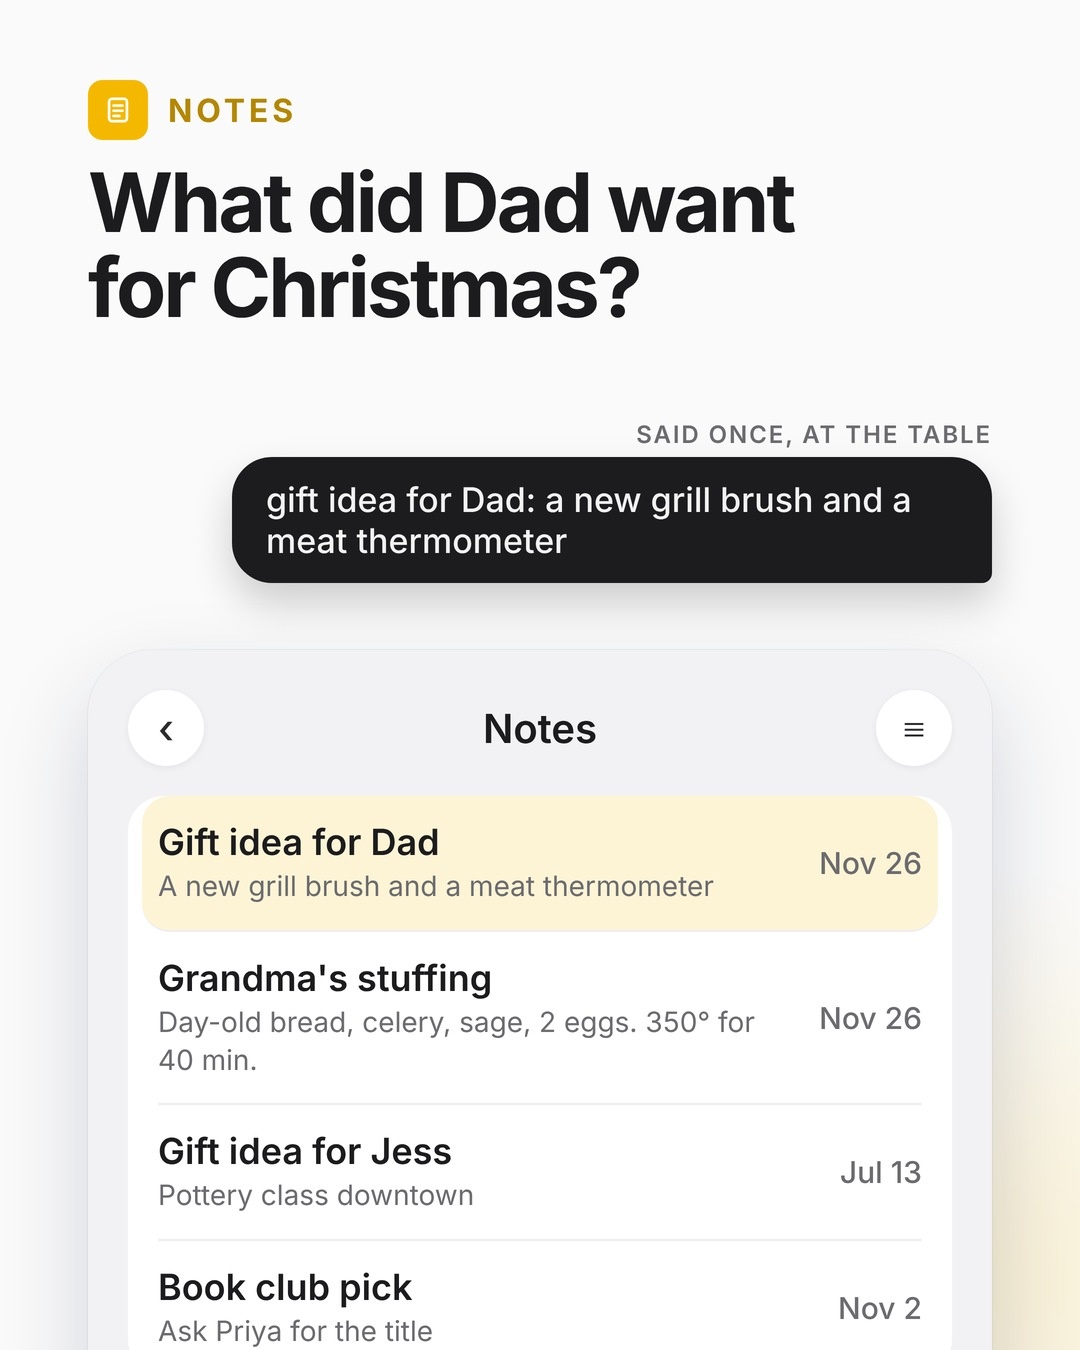 NOTES
What did Dad want
for Christmas?
SAID ONCE, AT THE TABLE
gift idea for Dad: a new grill brush and a
meat thermometer
Notes
Gift idea for Dad
A new grill brush and a meat thermometer
Nov 26
Grandma's stuffing
Day-old bread, celery, sage, 2 eggs. 350° for
40 min.
Nov 26
Gift idea for Jess
Pottery class downtown
Jul 13
Book club pick
Ask Priya for the title
Nov 2